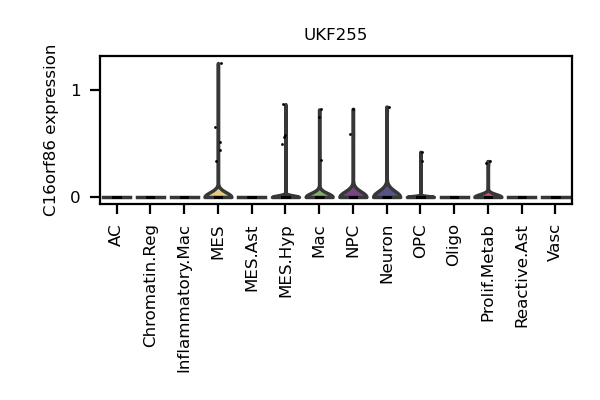 UKF255
C16orf86 expression
1
0
AC
Chromatin.Reg
Inflammatory.Mac
MES
MES.Ast
MES.Hyp
Mac
NPC
Neuron
OPC
Oligo
Prolif.Metab
Reactive.Ast
Vasc